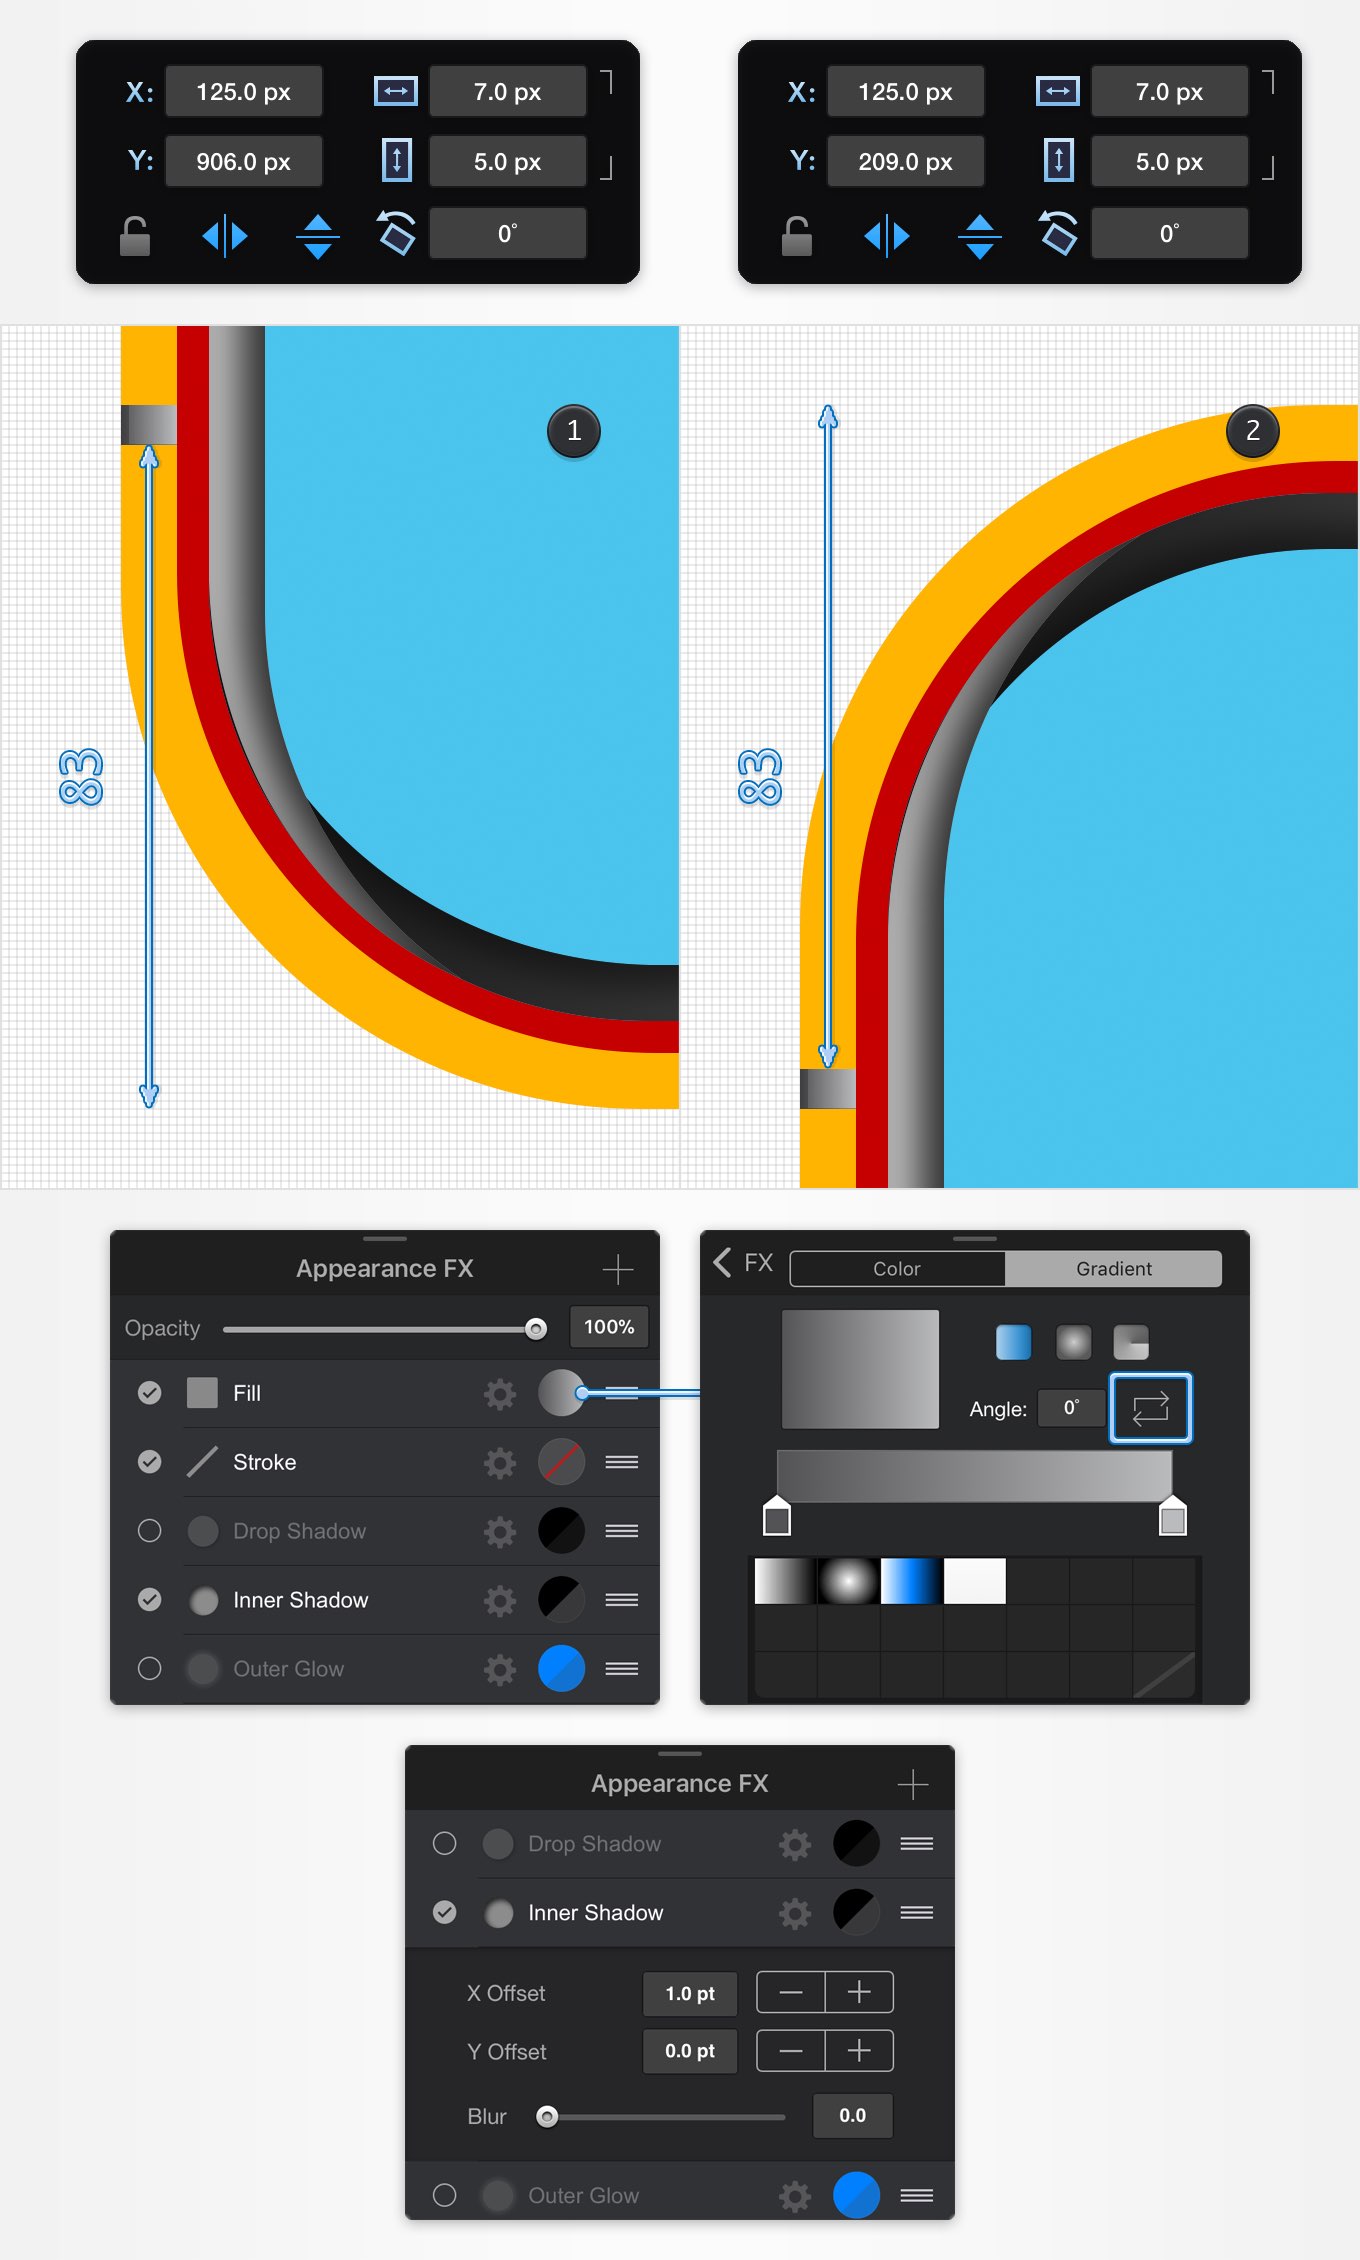 X: 125.0 px 7.0 px
Y: 906.0 px 5.0 px
0°
X: 125.0 px 7.0 px
Y: 209.0 px 5.0 px
0°
1
83
2
83
Appearance FX
Opacity 100%
Fill
Stroke
Drop Shadow
Inner Shadow
Outer Glow
FX Color Gradient
Angle: 0°
Appearance FX
Drop Shadow
Inner Shadow
X Offset 1.0 pt
Y Offset 0.0 pt
Blur 0.0
Outer Glow